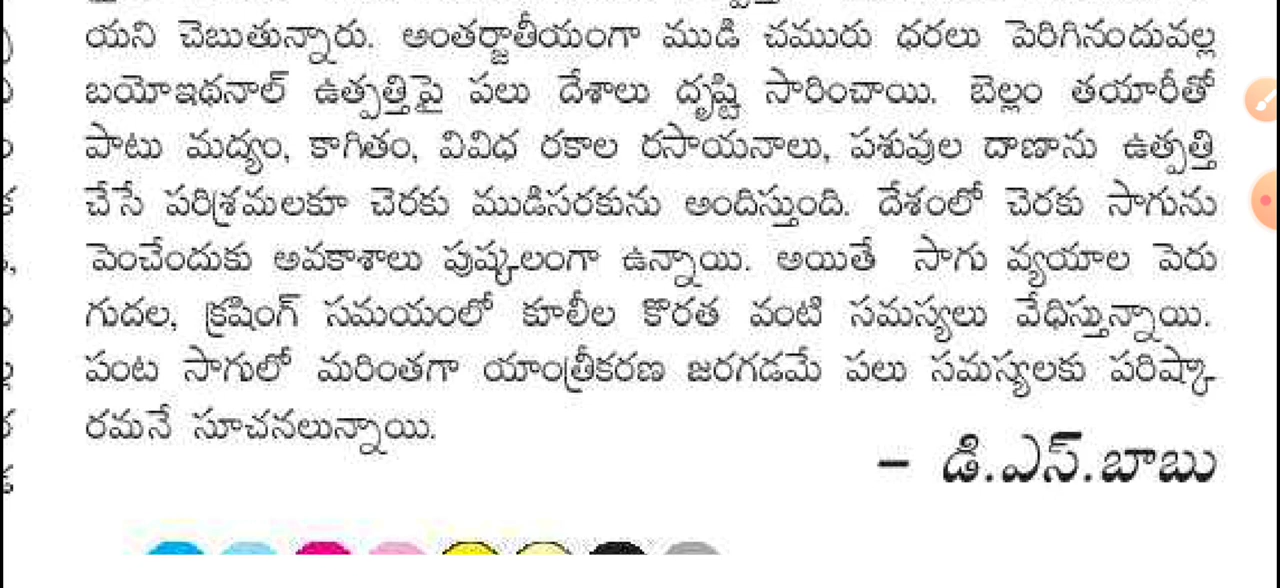 యని చెబుతున్నారు. అంతర్జాతీయంగా ముడి చమురు ధరలు పెరిగినందువల్ల
బయోఇథనాల్ ఉత్పత్తిపై పలు దేశాలు దృష్టి సారించాయి. బెల్లం తయారీతో
పాటు మద్యం, కాగితం, వివిధ రకాల రసాయనాలు, పశువుల దాణాను ఉత్పత్తి
చేసే పరిశ్రమలకూ చెరకు ముడిసరకును అందిస్తుంది. దేశంలో చెరకు సాగును
పెంచేందుకు అవకాశాలు పుష్కలంగా ఉన్నాయి. అయితే సాగు వ్యయాల పెరు
గుదల, క్రషింగ్ సమయంలో కూలీల కొరత వంటి సమస్యలు వేధిస్తున్నాయి.
పంట సాగులో మరింతగా యాంత్రీకరణ జరగడమే పలు సమస్యలకు పరిష్కా
రమనే సూచనలున్నాయి.
– డి.ఎస్.బాబు